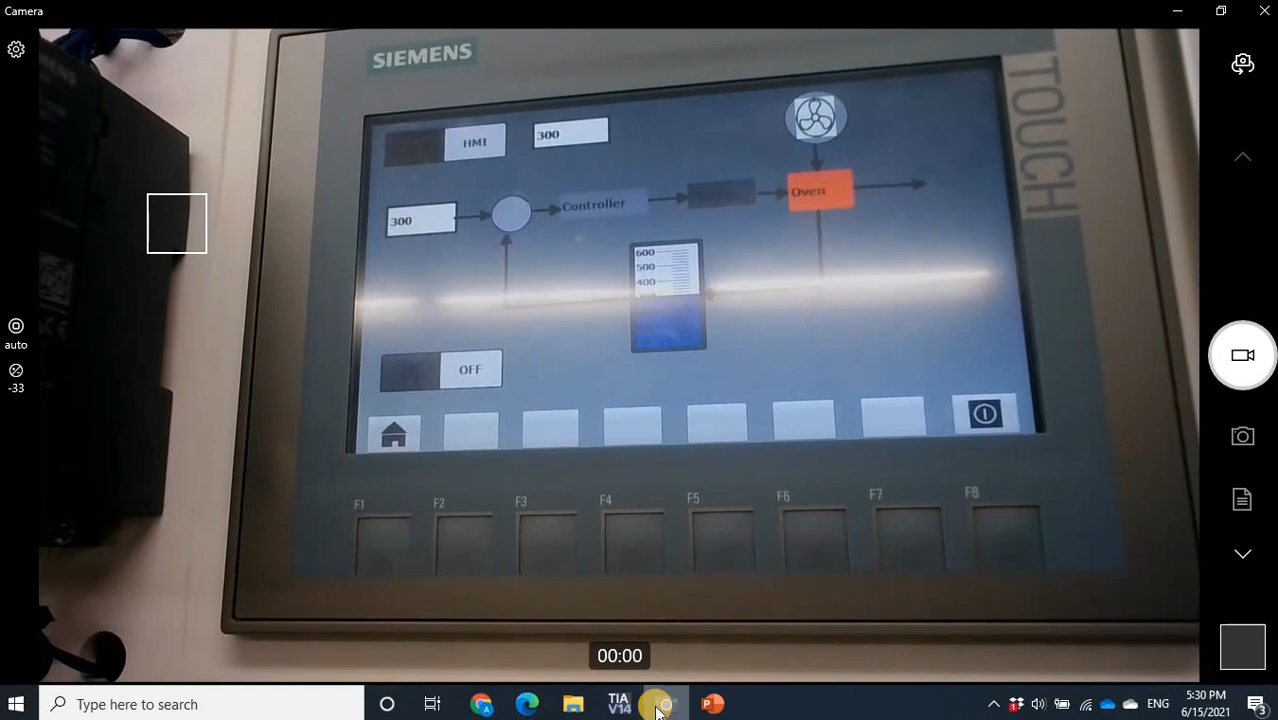 Camera
SIEMENS
TOUCH
HMI
300
300
Controller
Oven
600
500
400
OFF
F1
F2
F3
F4
F5
F6
F7
F8
auto
-33
00:00
Type here to search
TIA
V14
ENG
5:30 PM
6/15/2021
3